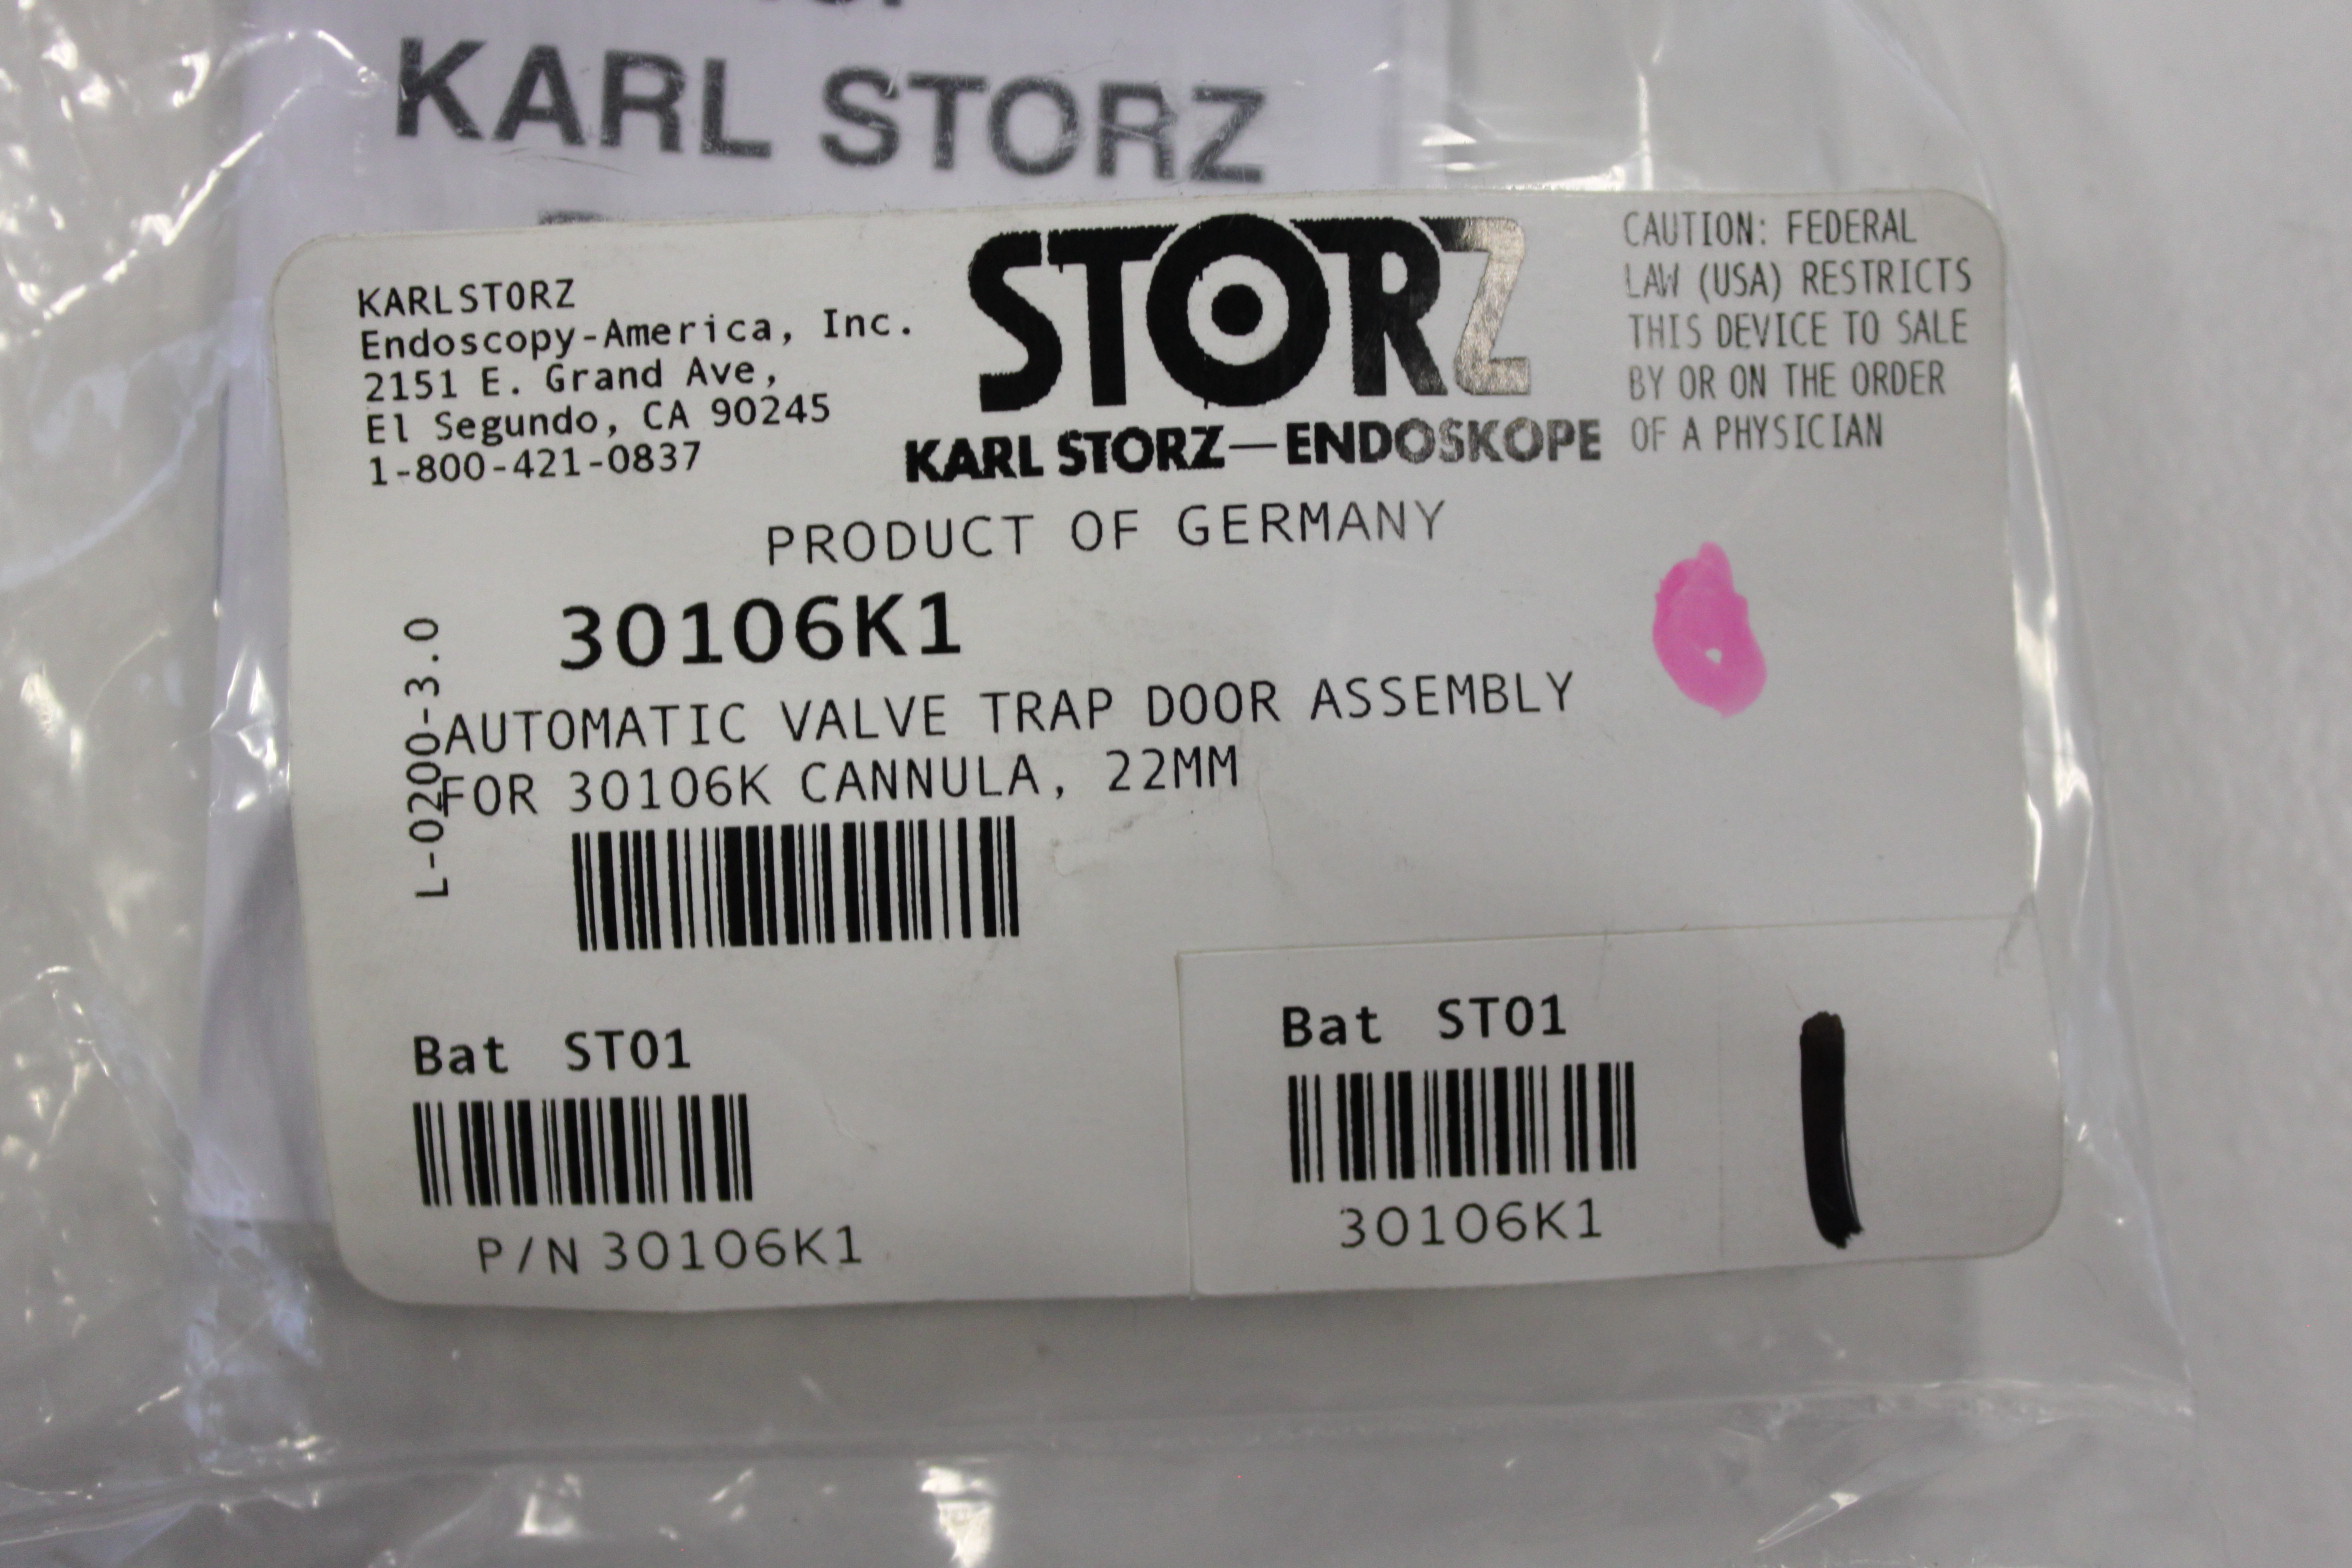 KARL STORZ
KARLSTORZ
Endoscopy-America, Inc.
2151 E. Grand Ave,
El Segundo, CA 90245
1-800-421-0837
STORZ
KARL STORZ—ENDOSKOPE
CAUTION: FEDERAL
LAW (USA) RESTRICTS
THIS DEVICE TO SALE
BY OR ON THE ORDER
OF A PHYSICIAN
PRODUCT OF GERMANY
30106K1
L-0200-3.0
AUTOMATIC VALVE TRAP DOOR ASSEMBLY
FOR 30106K CANNULA, 22MM
Bat ST01
P/N 30106K1
Bat ST01
30106K1